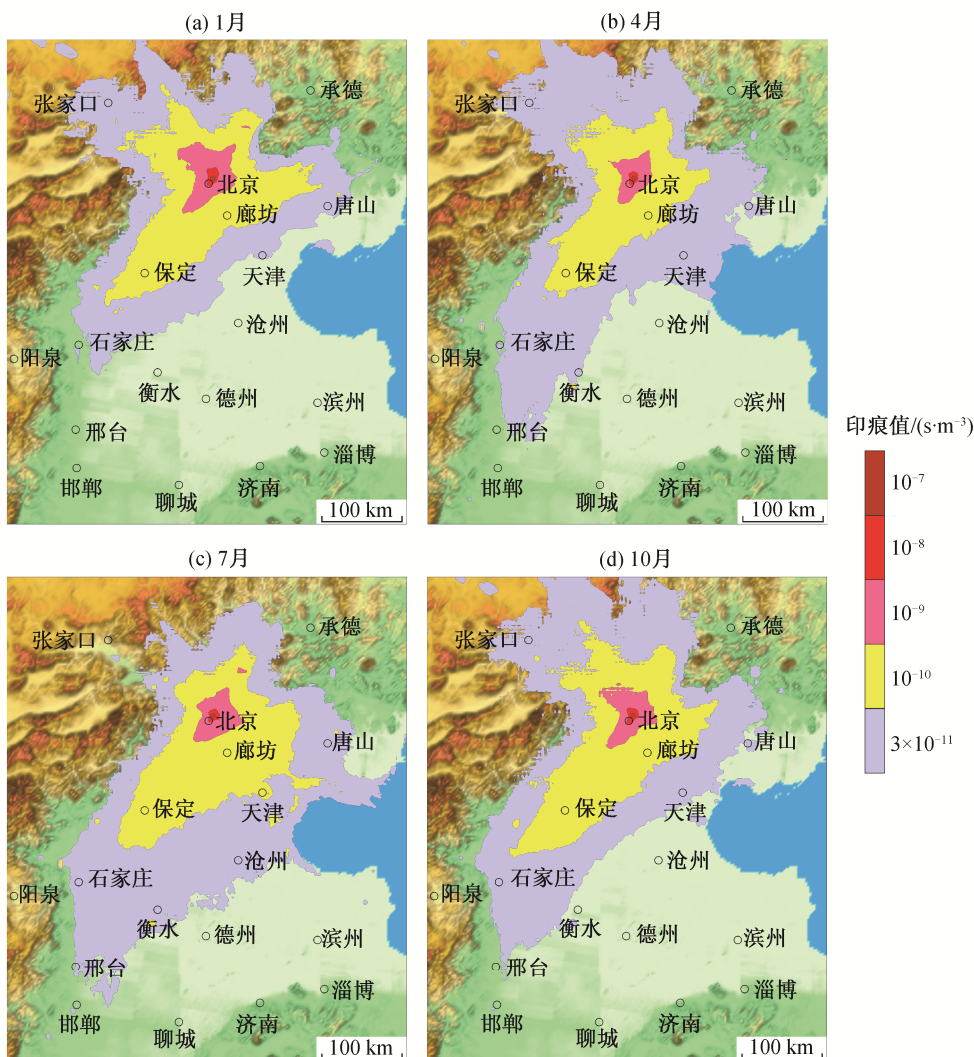 (a) 1月
张家口
承德
北京
廊坊
唐山
保定
天津
沧州
石家庄
阳泉
衡水
德州
滨州
邢台
淄博
邯郸
聊城
济南
100 km
(b) 4月
张家口
承德
北京
廊坊
唐山
保定
天津
沧州
石家庄
阳泉
衡水
德州
滨州
邢台
淄博
邯郸
聊城
济南
100 km
(c) 7月
张家口
承德
北京
廊坊
唐山
保定
天津
沧州
石家庄
阳泉
衡水
德州
滨州
邢台
淄博
邯郸
聊城
济南
100 km
(d) 10月
张家口
承德
北京
廊坊
唐山
保定
天津
沧州
石家庄
阳泉
衡水
德州
滨州
邢台
淄博
邯郸
聊城
济南
100 km
印痕值/(s·m⁻³)
10⁻⁷
10⁻⁸
10⁻⁹
10⁻¹⁰
3×10⁻¹¹